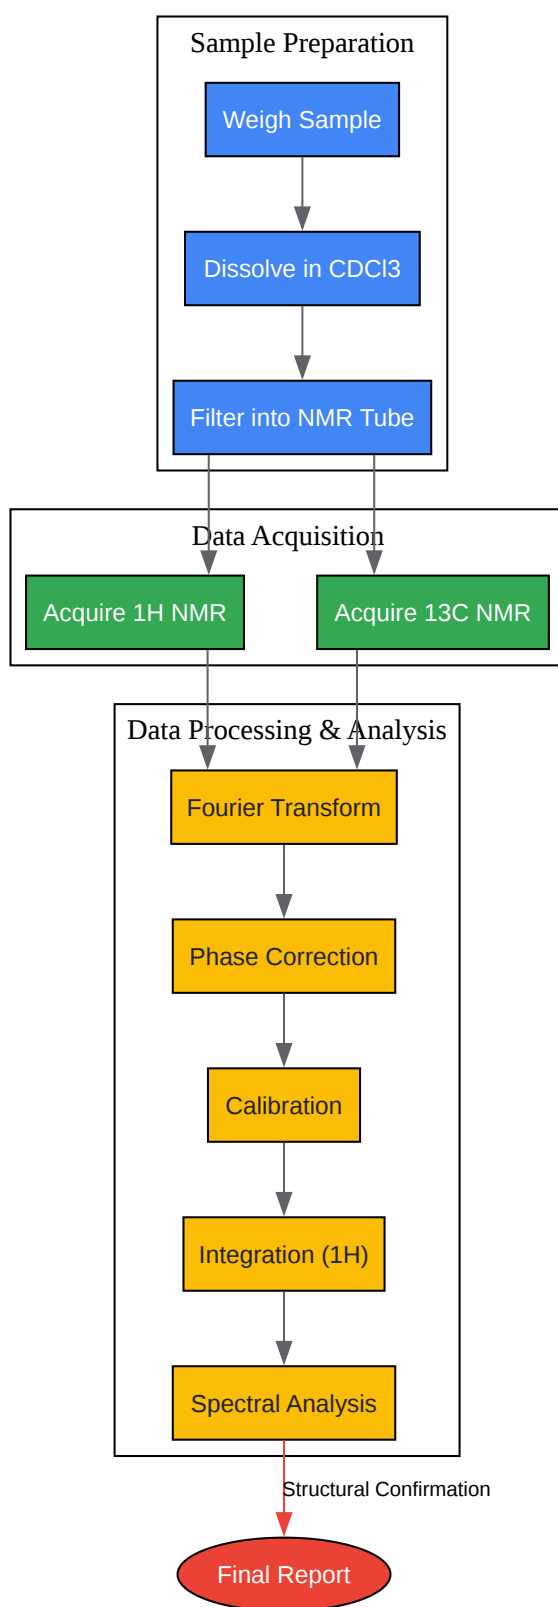 Sample Preparation
Weigh Sample
Dissolve in CDCl3
Filter into NMR Tube
Data Acquisition
Acquire 1H NMR
Acquire 13C NMR
Data Processing & Analysis
Fourier Transform
Phase Correction
Calibration
Integration (1H)
Spectral Analysis
Structural Confirmation
Final Report